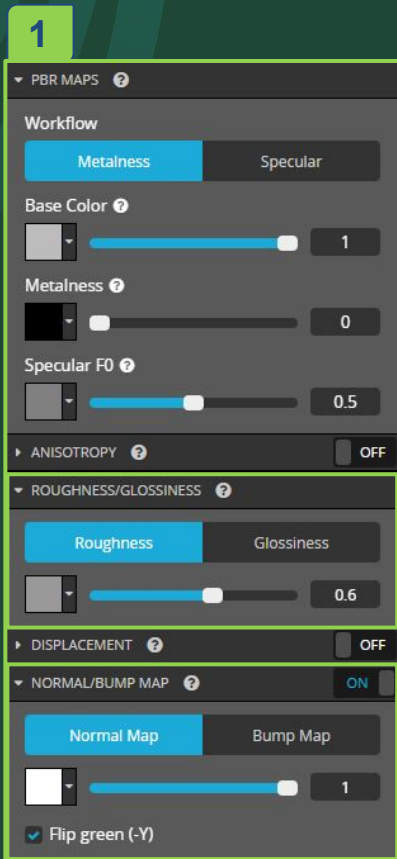 1
PBR MAPS ?
Workflow
Metalness Specular
Base Color ?
1
Metalness ?
0
Specular F0 ?
0.5
ANISOTROPY ? OFF
ROUGHNESS/GLOSSINESS ?
Roughness Glossiness
0.6
DISPLACEMENT ? OFF
NORMAL/BUMP MAP ? ON
Normal Map Bump Map
1
Flip green (-Y)